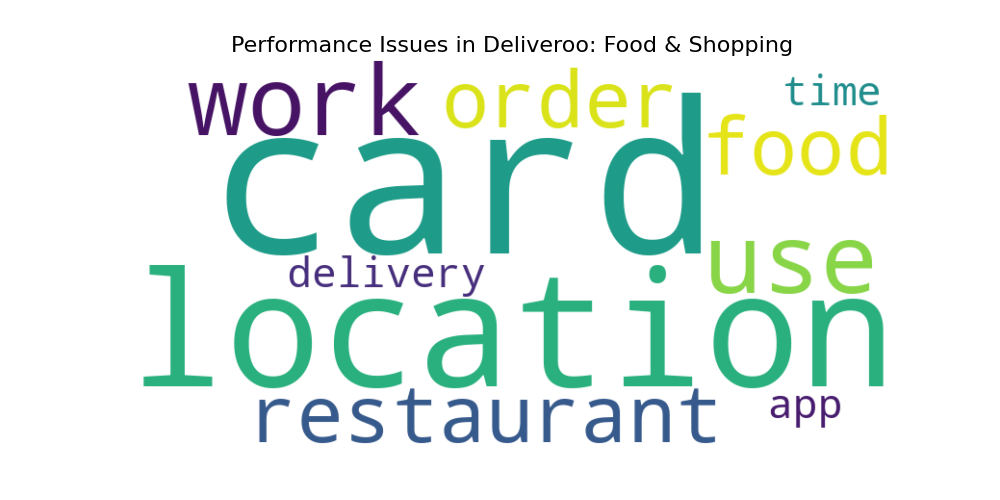 Performance Issues in Deliveroo: Food & Shopping
work order time
card food
delivery use
location
restaurant app